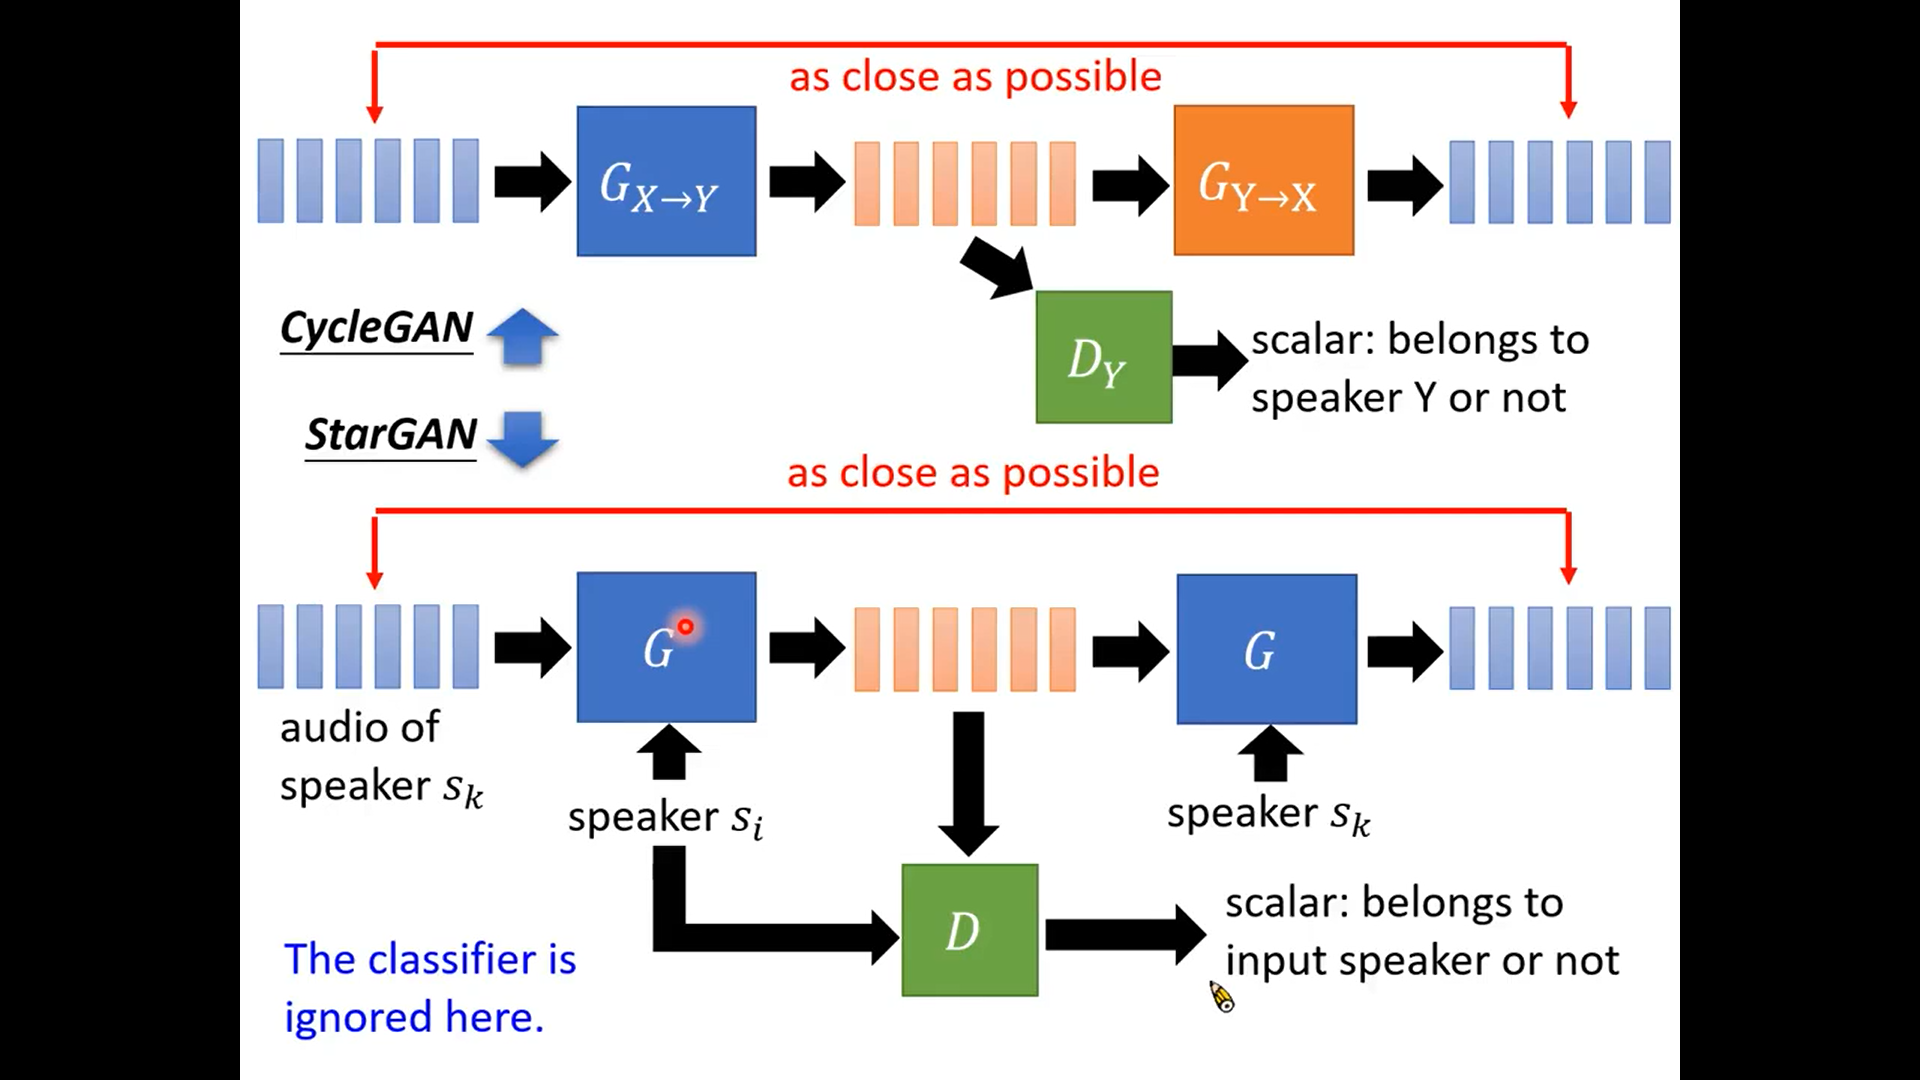 as close as possible
G_{X→Y}
G_{Y→X}
CycleGAN
D_Y
scalar: belongs to
speaker Y or not
StarGAN
as close as possible
G
G
audio of
speaker s_k
speaker s_i
speaker s_k
D
scalar: belongs to
input speaker or not
The classifier is
ignored here.